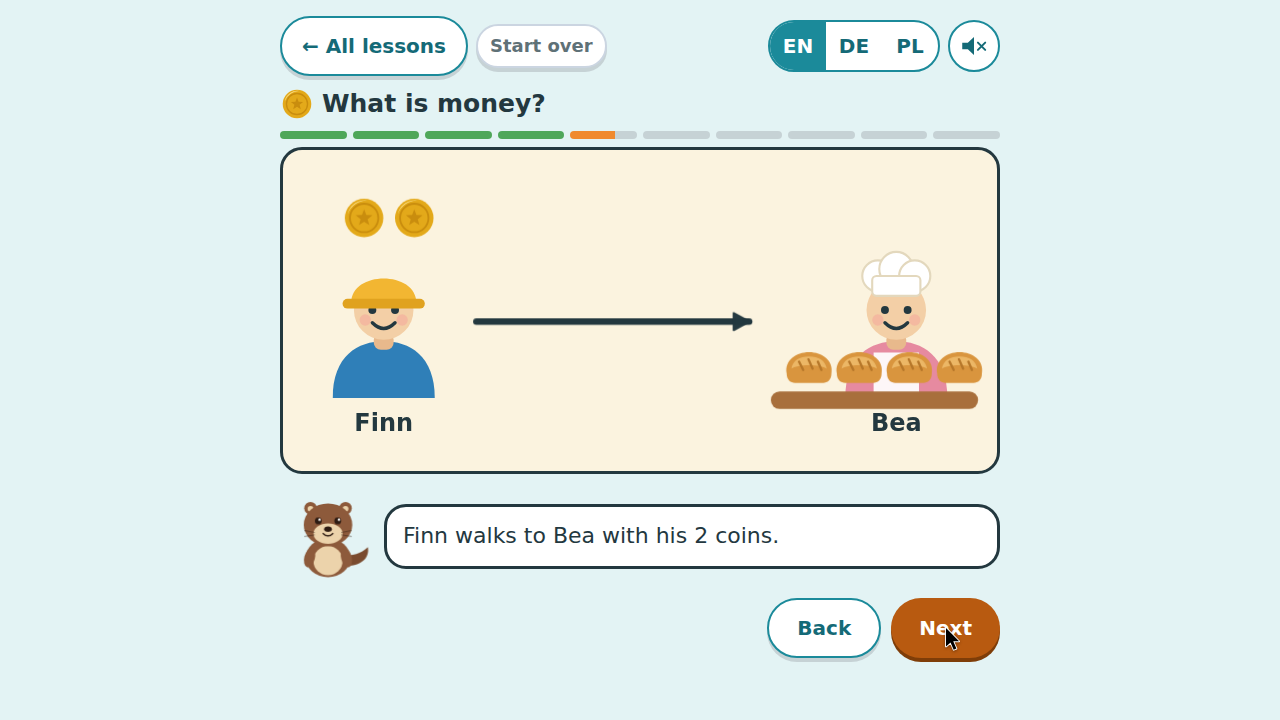 ← All lessons
Start over
EN DE PL
What is money?
Finn
Bea
Finn walks to Bea with his 2 coins.
Back
Next